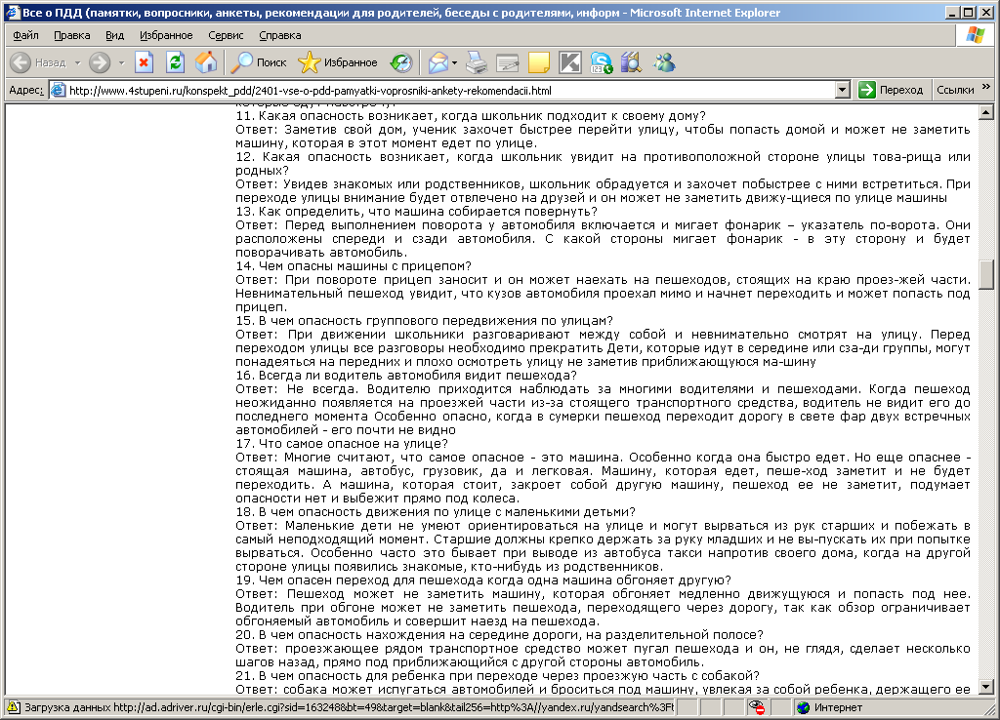 Все о ПДД (памятки, вопросники, анкеты, рекомендации для родителей, беседы с родителями, информ - Microsoft Internet Explorer
Файл Правка Вид Избранное Сервис Справка
Назад Поиск Избранное
Адрес: http://www.4stupeni.ru/konspekt_pdd/2401-vse-o-pdd-pamyatki-voprosniki-ankety-rekomendacii.html Переход Ссылки »
11. Какая опасность возникает, когда школьник подходит к своему дому?
Ответ: Заметив свой дом, ученик захочет быстрее перейти улицу, чтобы попасть домой и может не заметить
машину, которая в этот момент едет по улице.
12. Какая опасность возникает, когда школьник увидит на противоположной стороне улицы това-рища или
родных?
Ответ: Увидев знакомых или родственников, школьник обрадуется и захочет побыстрее с ними встретиться. При
переходе улицы внимание будет отвлечено на друзей и он может не заметить движу-щиеся по улице машины
13. Как определить, что машина собирается повернуть?
Ответ: Перед выполнением поворота у автомобиля включается и мигает фонарик – указатель по-ворота. Они
расположены спереди и сзади автомобиля. С какой стороны мигает фонарик - в эту сторону и будет
поворачивать автомобиль.
14. Чем опасны машины с прицепом?
Ответ: При повороте прицеп заносит и он может наехать на пешеходов, стоящих на краю проез-жей части.
Невнимательный пешеход увидит, что кузов автомобиля проехал мимо и начнет переходить и может попасть под
прицеп.
15. В чем опасность группового передвижения по улицам?
Ответ: При движении школьники разговаривают между собой и невнимательно смотрят на улицу. Перед
переходом улицы все разговоры необходимо прекратить Дети, которые идут в середине или сза-ди группы, могут
понадеяться на передних и плохо осмотреть улицу не заметив приближающуюся ма-шину
16. Всегда ли водитель автомобиля видит пешехода?
Ответ: Не всегда. Водителю приходится наблюдать за многими водителями и пешеходами. Когда пешеход
неожиданно появляется на проезжей части из-за стоящего транспортного средства, водитель не видит его до
последнего момента Особенно опасно, когда в сумерки пешеход переходит дорогу в свете фар двух встречных
автомобилей - его почти не видно
17. Что самое опасное на улице?
Ответ: Многие считают, что самое опасное - это машина. Особенно когда она быстро едет. Но еще опаснее -
стоящая машина, автобус, грузовик, да и легковая. Машину, которая едет, пеше-ход заметит и не будет
переходить. А машина, которая стоит, закроет собой другую машину, пешеход ее не заметит, подумает
опасности нет и выбежит прямо под колеса.
18. В чем опасность движения по улице с маленькими детьми?
Ответ: Маленькие дети не умеют ориентироваться на улице и могут вырваться из рук старших и побежать в
самый неподходящий момент. Старшие должны крепко держать за руку младших и не вы-пускать их при попытке
вырваться. Особенно часто это бывает при выводе из автобуса такси напротив своего дома, когда на другой
стороне улицы появились знакомые, кто-нибудь из родственников.
19. Чем опасен переход для пешехода когда одна машина обгоняет другую?
Ответ: Пешеход может не заметить машину, которая обгоняет медленно движущуюся и попасть под нее.
Водитель при обгоне может не заметить пешехода, переходящего через дорогу, так как обзор ограничивает
обгоняемый автомобиль и совершит наезд на пешехода.
20. В чем опасность нахождения на середине дороги, на разделительной полосе?
Ответ: проезжающее рядом транспортное средство может пугал пешехода и он, не глядя, сделает несколько
шагов назад, прямо под приближающийся с другой стороны автомобиль.
21. В чем опасность для ребенка при переходе через проезжую часть с собакой?
Ответ: собака может испугаться автомобилей и броситься под машину, увлекая за собой ребенка, держащего ее
Загрузка данных http://ad.adriver.ru/cgi-bin/erle.cgi?sid=163248&bt=49&target=blank&tail256=http%3A//yandex.ru/yandsearch%3Ft Интернет